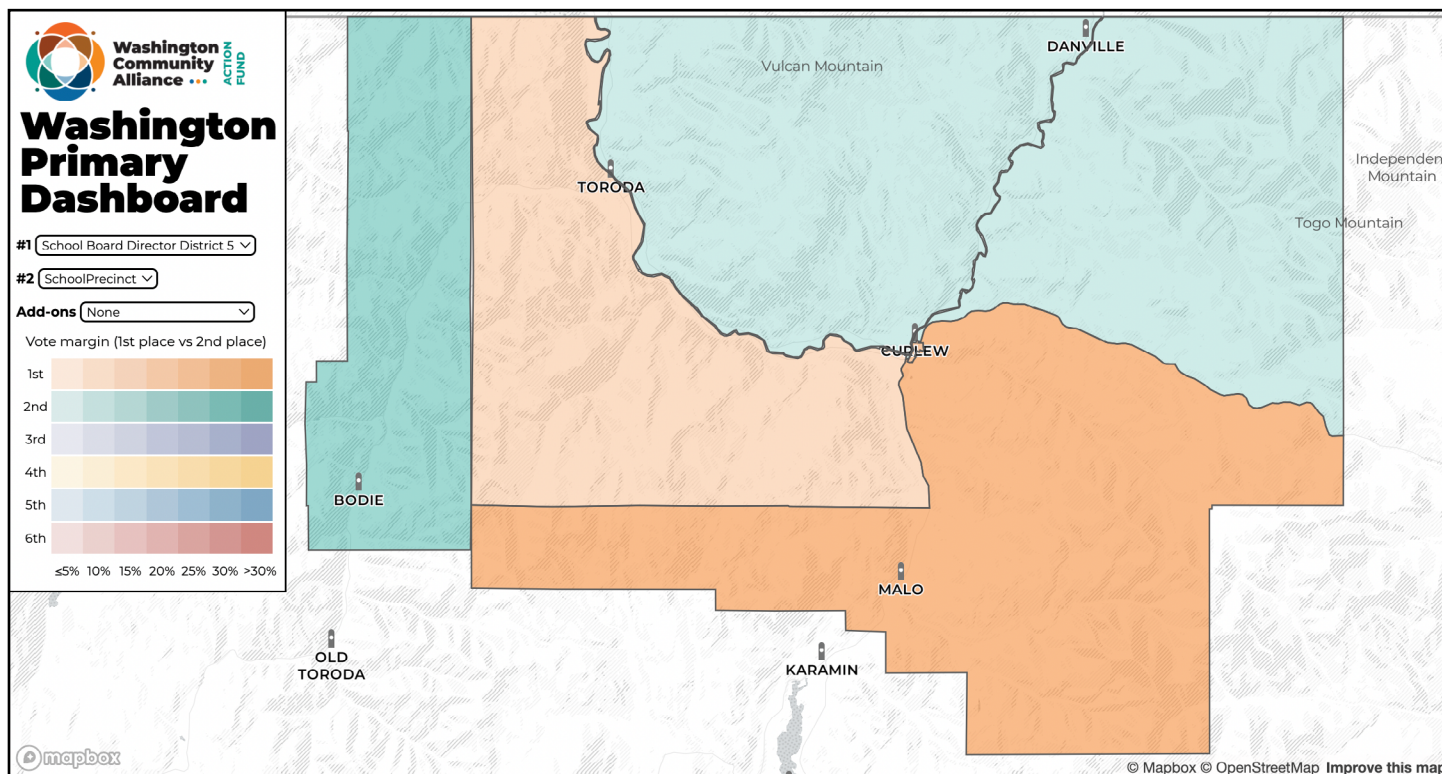 Washington
Community
Alliance
ACTION
FUND
Washington
Primary
Dashboard
#1 School Board Director District 5
#2 SchoolPrecinct
Add-ons None
Vote margin (1st place vs 2nd place)
1st
2nd
3rd
4th
5th
6th
≤5% 10% 15% 20% 25% 30% >30%
DANVILLE
Vulcan Mountain
Independen
Mountain
TORODA
Togo Mountain
CURLEW
BODIE
MALO
OLD
TORODA
KARAMIN
mapbox
© Mapbox © OpenStreetMap Improve this map